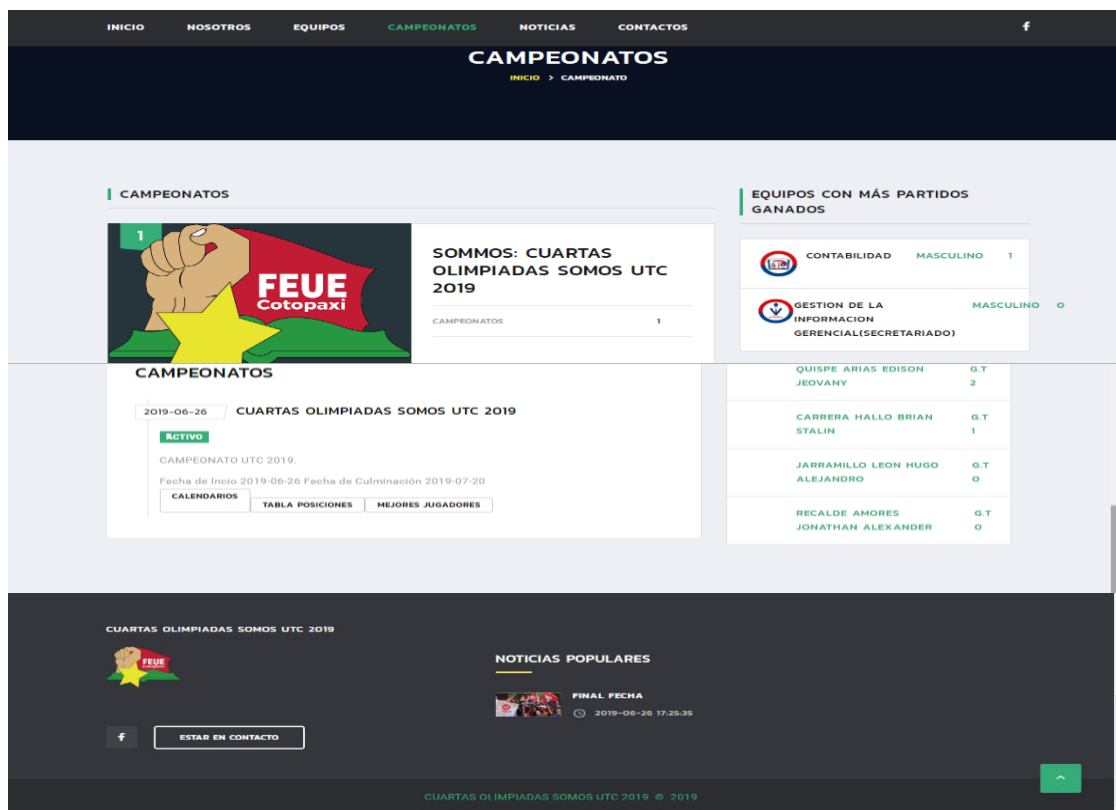 INICIO NOSOTROS EQUIPOS CAMPEONATOS NOTICIAS CONTACTOS f
CAMPEONATOS
INICIO > CAMPEONATO
CAMPEONATOS
1
FEUE
Cotopaxi
SOMMOS: CUARTAS
OLIMPIADAS SOMOS UTC
2019
CAMPEONATOS 1
EQUIPOS CON MÁS PARTIDOS
GANADOS
CONTABILIDAD MASCULINO 1
GESTION DE LA MASCULINO 0
INFORMACION
GERENCIAL(SECRETARIADO)
CAMPEONATOS
2019-06-26 CUARTAS OLIMPIADAS SOMOS UTC 2019
ACTIVO
CAMPEONATO UTC 2019.
Fecha de Incio 2019-06-26 Fecha de Culminación 2019-07-20
CALENDARIOS TABLA POSICIONES MEJORES JUGADORES
QUISPE ARIAS EDISON G.T
JEOVANY 2
CARRERA HALLO BRIAN G.T
STALIN 1
JARRAMILLO LEON HUGO G.T
ALEJANDRO 0
RECALDE AMORES G.T
JONATHAN ALEXANDER 0
CUARTAS OLIMPIADAS SOMOS UTC 2019
FEUE
Cotopaxi
f ESTAR EN CONTACTO
NOTICIAS POPULARES
FINAL FECHA
2019-06-26 17:25:35
CUARTAS OLIMPIADAS SOMOS UTC 2019 © 2019